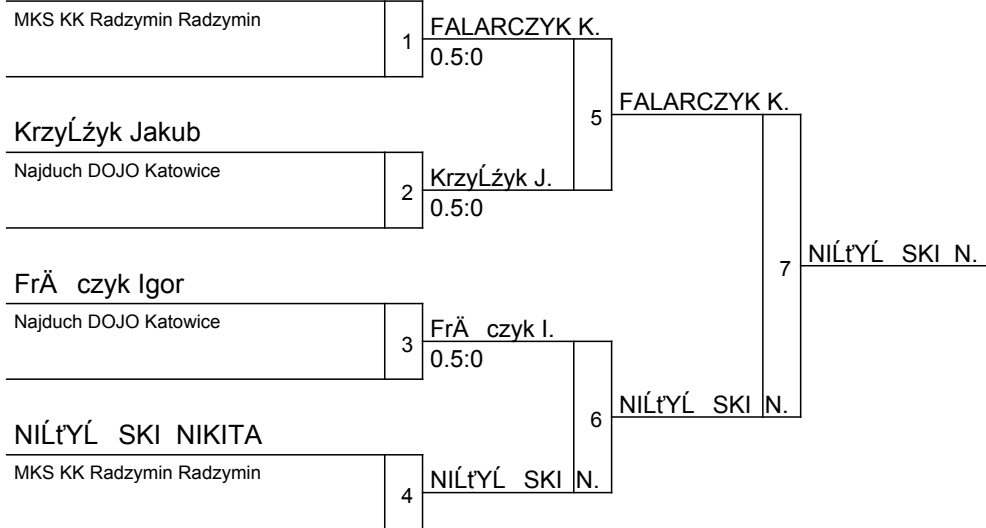 MKS KK Radzymin Radzymin
1
FALARCZYK K.
0.5:0
5
FALARCZYK K.
KrzyĹźyk Jakub
Najduch DOJO Katowice
2
KrzyĹźyk J.
0.5:0
7
NIĹťYĹ SKI N.
FrÄ czyk Igor
Najduch DOJO Katowice
3
FrÄ czyk I.
0.5:0
6
NIĹťYĹ SKI N.
NIĹťYĹ SKI NIKITA
MKS KK Radzymin Radzymin
4
NIĹťYĹ SKI N.